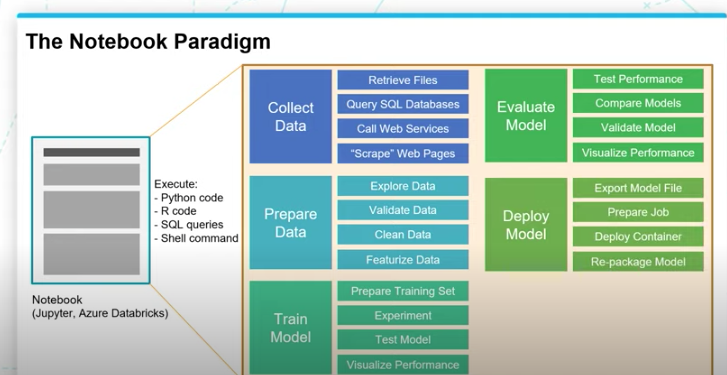 The Notebook Paradigm
Execute:
- Python code
- R code
- SQL queries
- Shell command
Notebook
(Jupyter, Azure Databricks)
Collect
Data
Retrieve Files
Query SQL Databases
Call Web Services
“Scrape” Web Pages
Prepare
Data
Explore Data
Validate Data
Clean Data
Featurize Data
Train
Model
Prepare Training Set
Experiment
Test Model
Visualize Performance
Evaluate
Model
Test Performance
Compare Models
Validate Model
Visualize Performance
Deploy
Model
Export Model File
Prepare Job
Deploy Container
Re-package Model